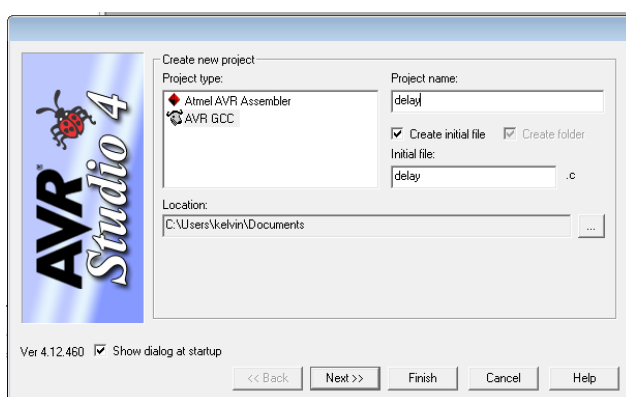 AVR®
Studio 4
Create new project
Project type:
Atmel AVR Assembler
AVR GCC
Project name:
delay
Create initial file
Create folder
Initial file:
delay
.c
Location:
C:\Users\kelvin\Documents
...
Ver 4.12.460
Show dialog at startup
<< Back
Next >>
Finish
Cancel
Help